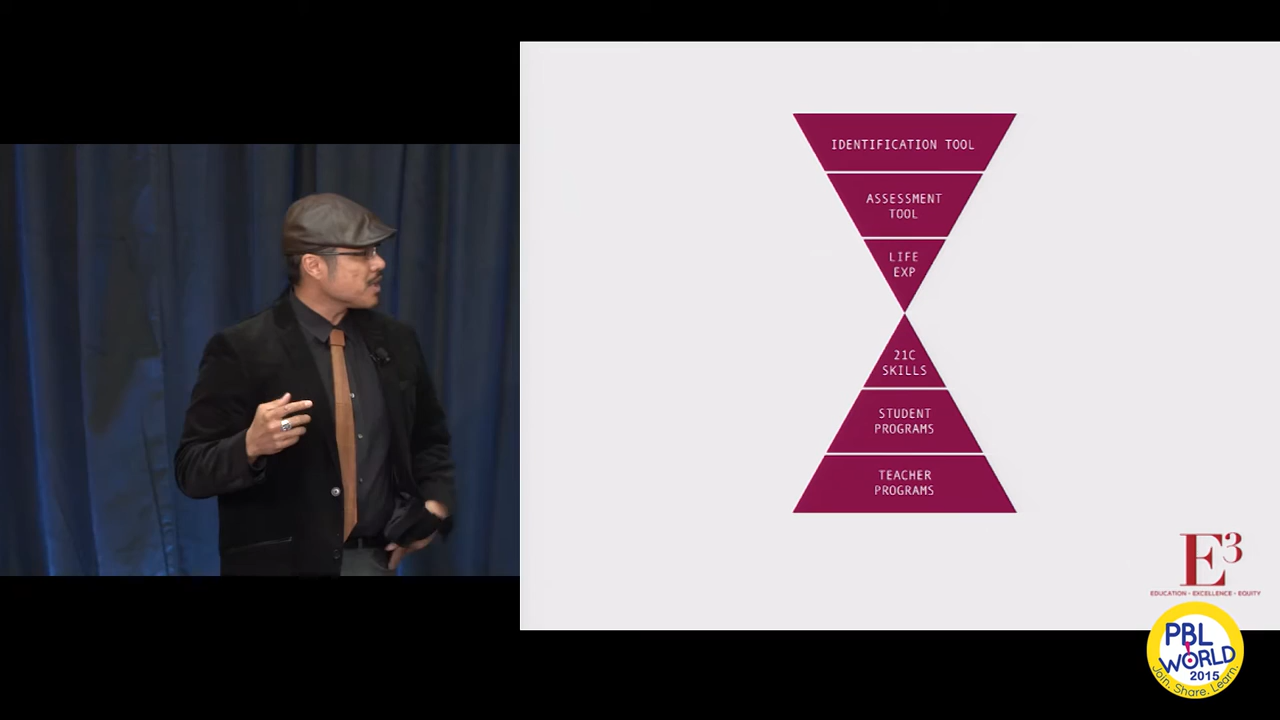 IDENTIFICATION TOOL
ASSESSMENT
TOOL
LIFE
EXP
21C
SKILLS
STUDENT
PROGRAMS
TEACHER
PROGRAMS
E³
EDUCATION • EXCELLENCE • EQUITY
PBL
WORLD
2015
Join. Share. Learn.